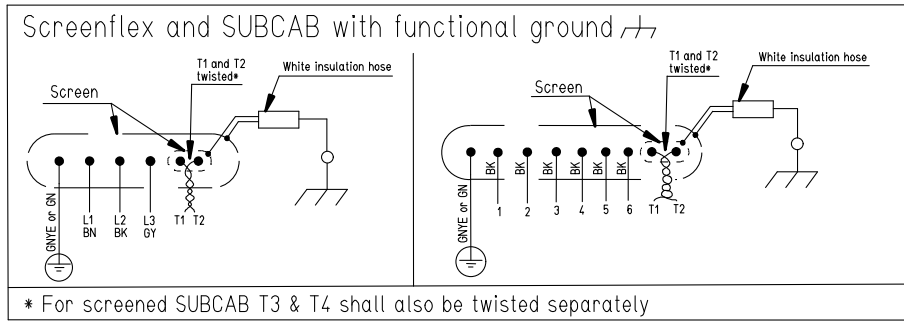 Screenflex and SUBCAB with functional ground
T1 and T2
twisted*
White insulation hose
Screen
GNYE or GN
L1
BN
L2
BK
L3
GY
T1 T2
T1 and T2
twisted*
White insulation hose
Screen
GNYE or GN
BK
1
BK
2
BK
3
BK
4
BK
5
BK
6
T1 T2
* For screened SUBCAB T3 & T4 shall also be twisted separately